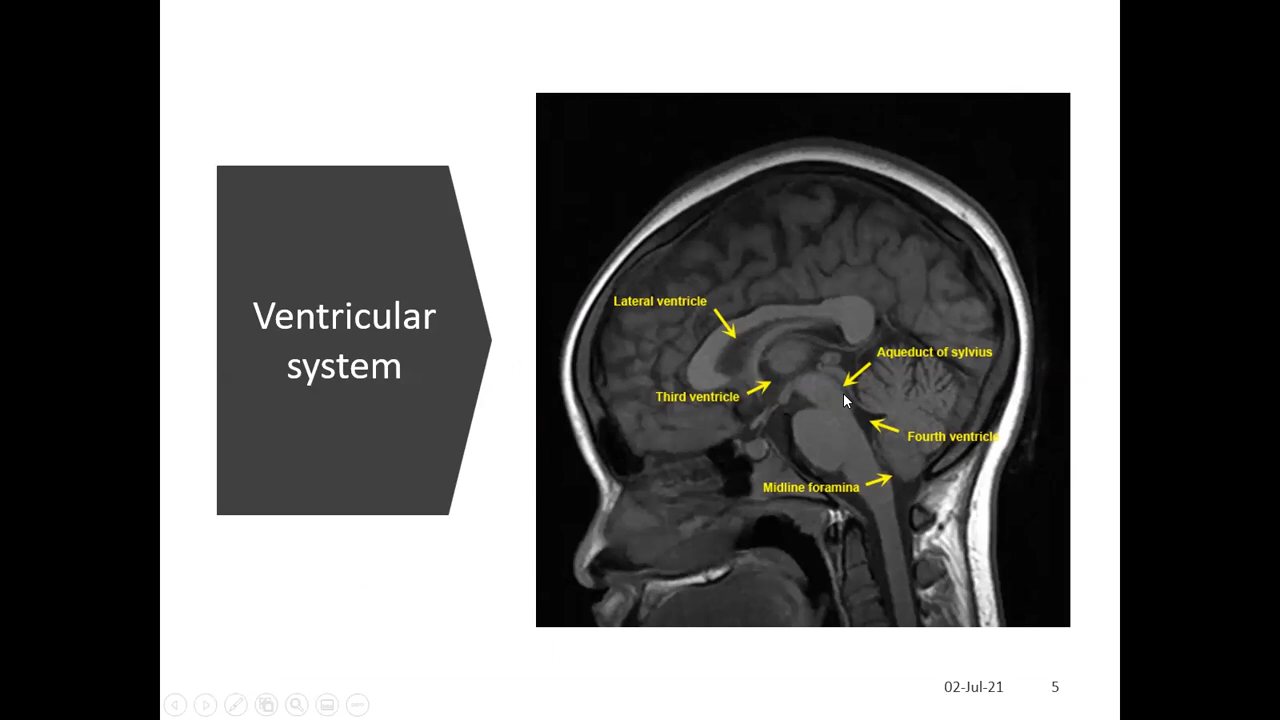 Ventricular
system
Lateral ventricle
Aqueduct of sylvius
Third ventricle
Fourth ventricle
Midline foramina
02-Jul-21
5